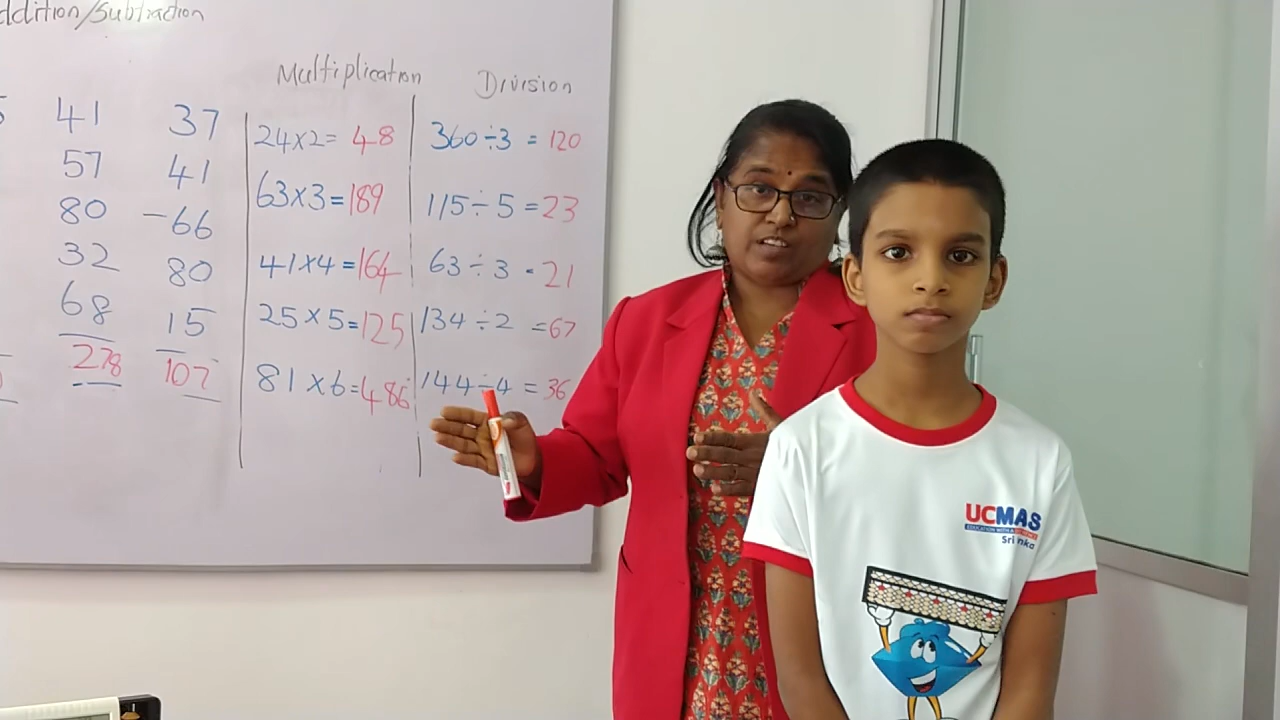 ddition/Subtraction
Multiplication
Division
41
57
80
32
68
278
37
41
-66
80
15
107
24x2= 48
63x3=189
41x4=164
25x5=125
81x6=486
360÷3 = 120
115÷5 =23
63÷3 = 21
134÷2 =67
144÷4 = 36
UCMAS
EDUCATION WITH A